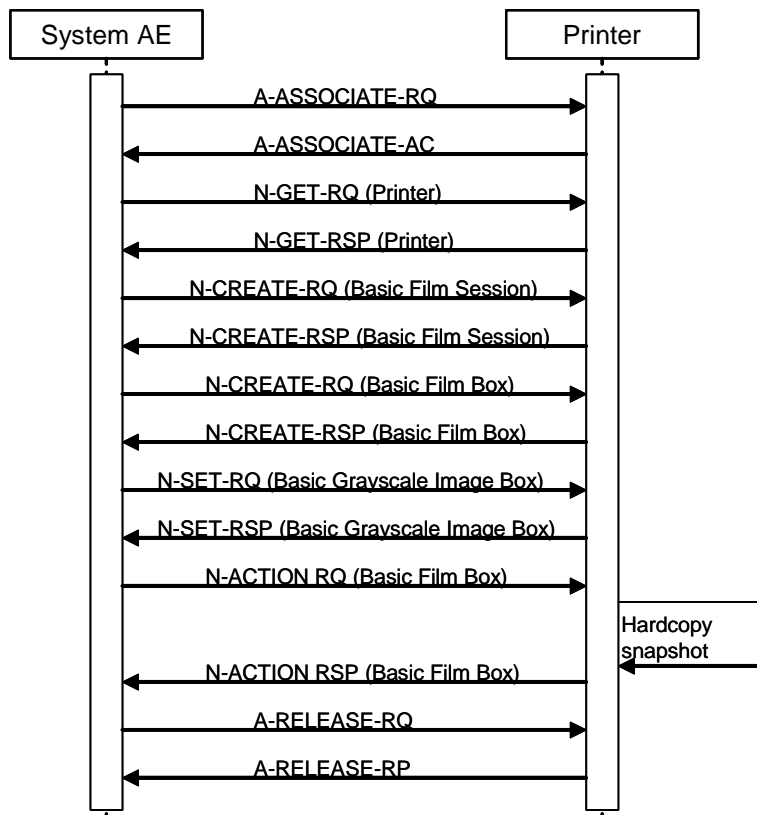 System AE
Printer
A-ASSOCIATE-RQ
A-ASSOCIATE-AC
N-GET-RQ (Printer)
N-GET-RSP (Printer)
N-CREATE-RQ (Basic Film Session)
N-CREATE-RSP (Basic Film Session)
N-CREATE-RQ (Basic Film Box)
N-CREATE-RSP (Basic Film Box)
N-SET-RQ (Basic Grayscale Image Box)
N-SET-RSP (Basic Grayscale Image Box)
N-ACTION RQ (Basic Film Box)
Hardcopy
snapshot
N-ACTION RSP (Basic Film Box)
A-RELEASE-RQ
A-RELEASE-RP